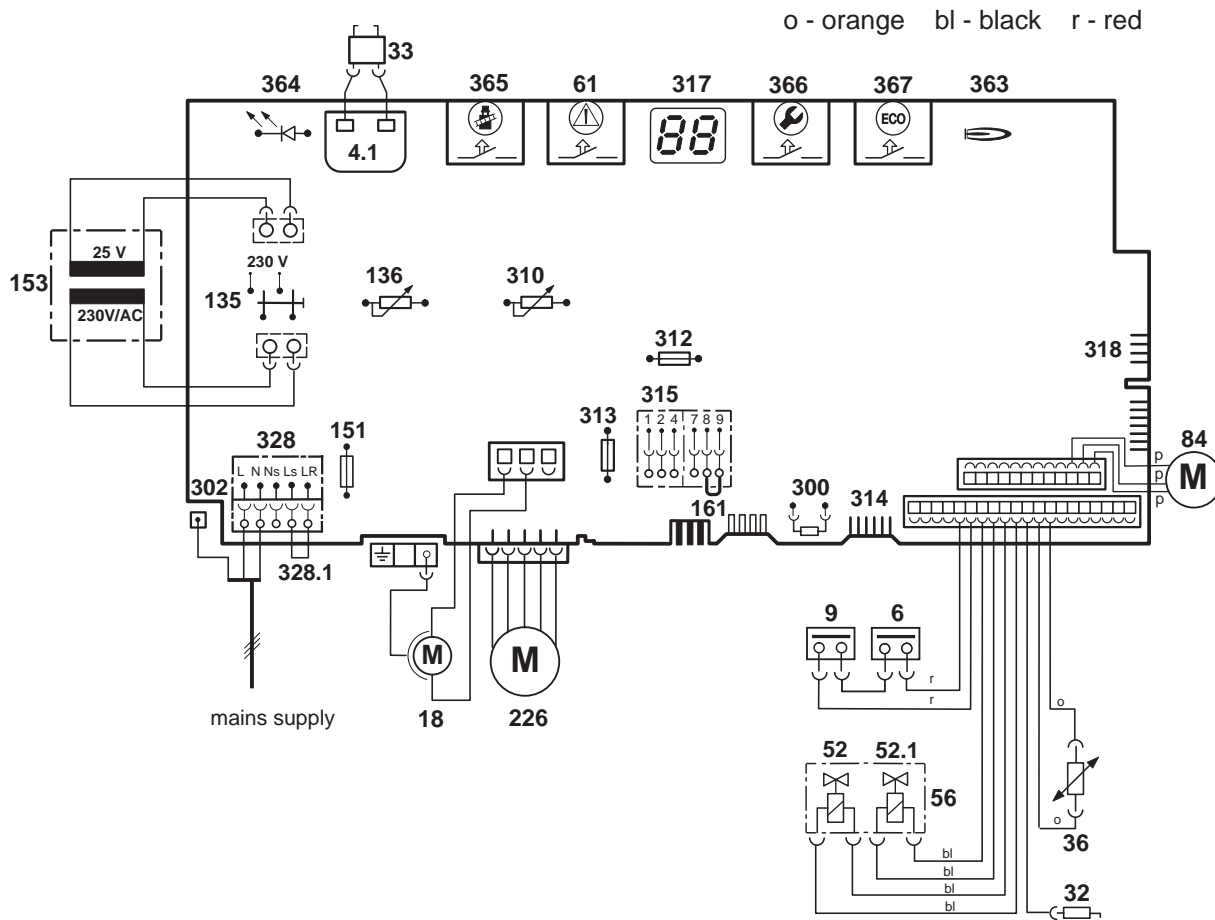 o - orange bl - black r - red
33
364 365 61 317 366 367 363
4.1 88 ECO
25 V
153 230 V 136 310
135
230V/AC
312 318
315
1 2 4 7 8 9
313
151 84
328
L N Ns Ls LR
p
M
p
p
302 300 314
161
328.1
9 6
M M
r
r
mains supply 18 226
o
52 52.1
56
o
36
bl
bl
bl
bl
32